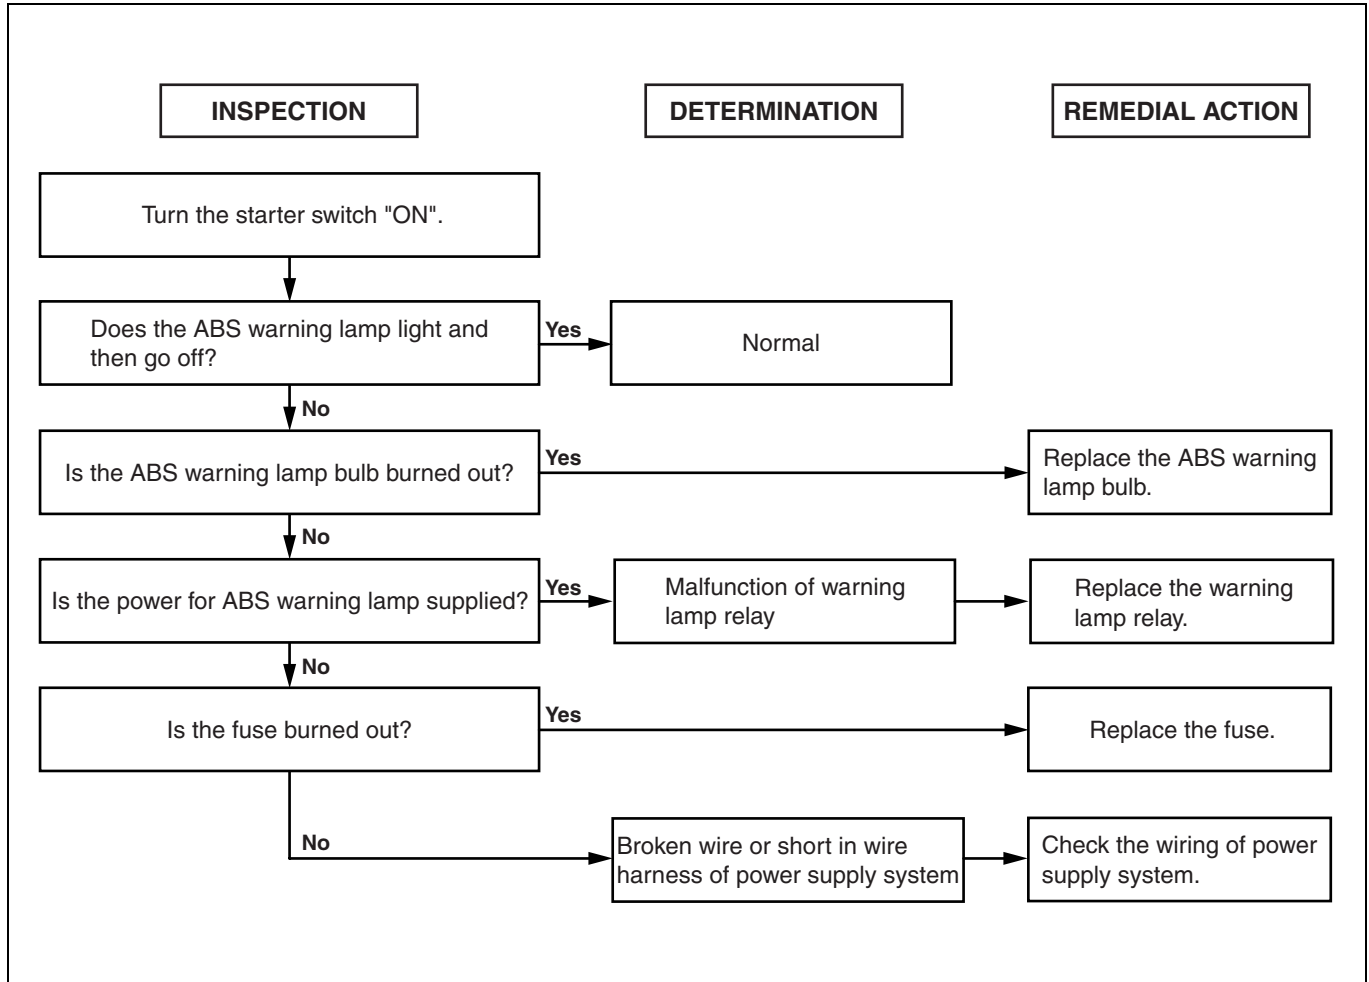 INSPECTION
DETERMINATION
REMEDIAL ACTION
Turn the starter switch "ON".
Does the ABS warning lamp light and
then go off?
Yes
Normal
No
Is the ABS warning lamp bulb burned out?
Yes
Replace the ABS warning
lamp bulb.
No
Is the power for ABS warning lamp supplied?
Yes
Malfunction of warning
lamp relay
Replace the warning
lamp relay.
No
Is the fuse burned out?
Yes
Replace the fuse.
No
Broken wire or short in wire
harness of power supply system
Check the wiring of power
supply system.